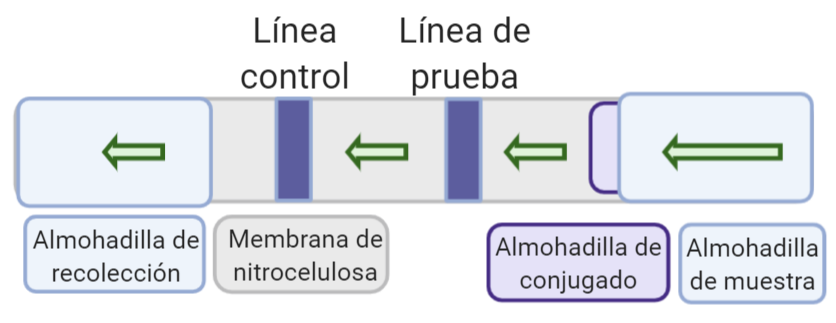 Línea
control
Línea de
prueba
Almohadilla de
recolección
Membrana de
nitrocelulosa
Almohadilla de
conjugado
Almohadilla
de muestra